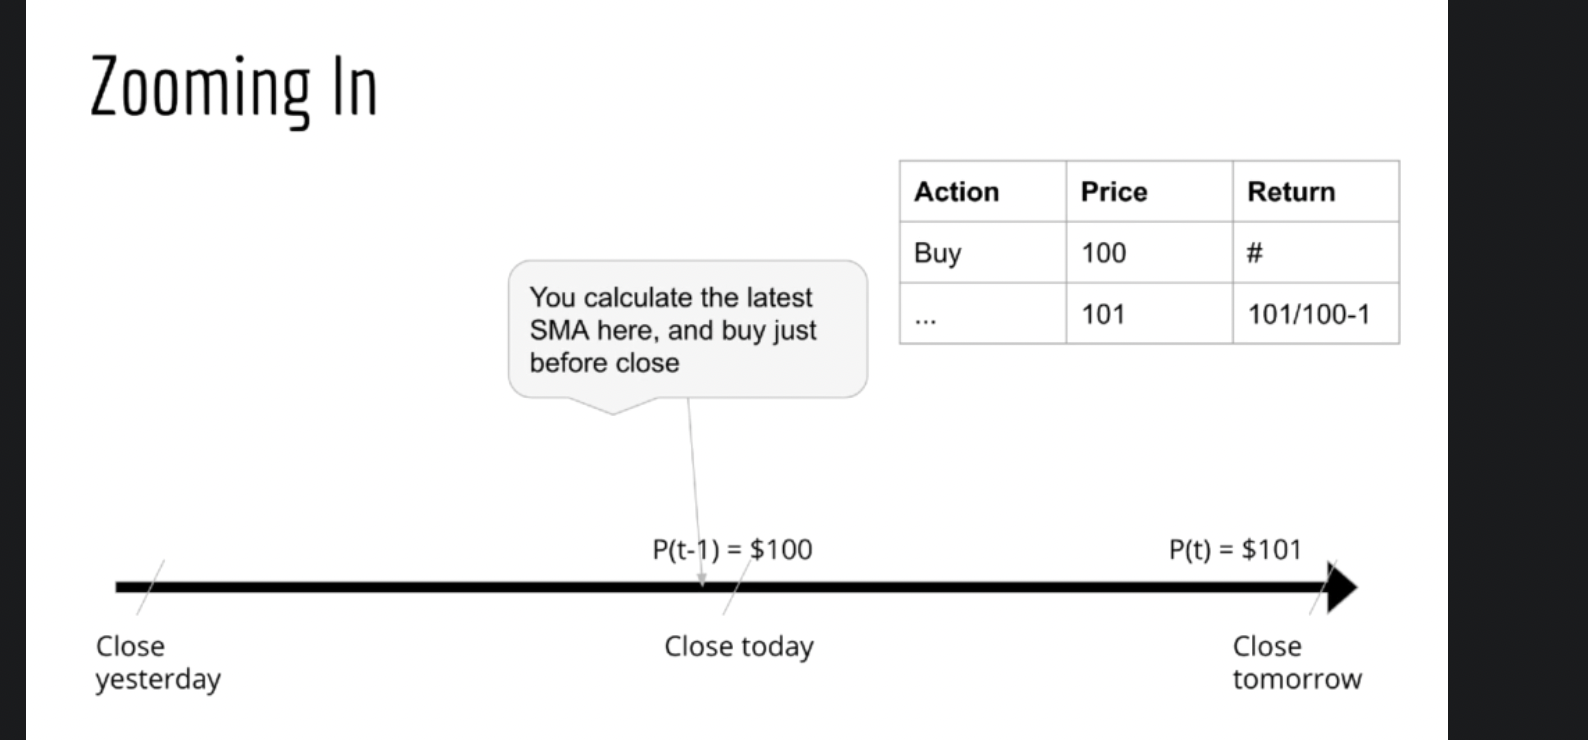 Zooming In
Action Price Return
Buy 100 #
... 101 101/100-1
You calculate the latest
SMA here, and buy just
before close
P(t-1) = $100
P(t) = $101
Close
yesterday
Close today
Close
tomorrow